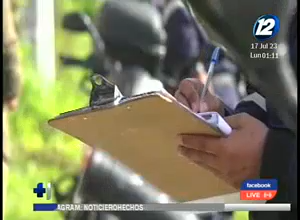 12
17 Jul 23
Lun 01:11
facebook
LIVE
AGRAM: NOTICIEROHECHOS